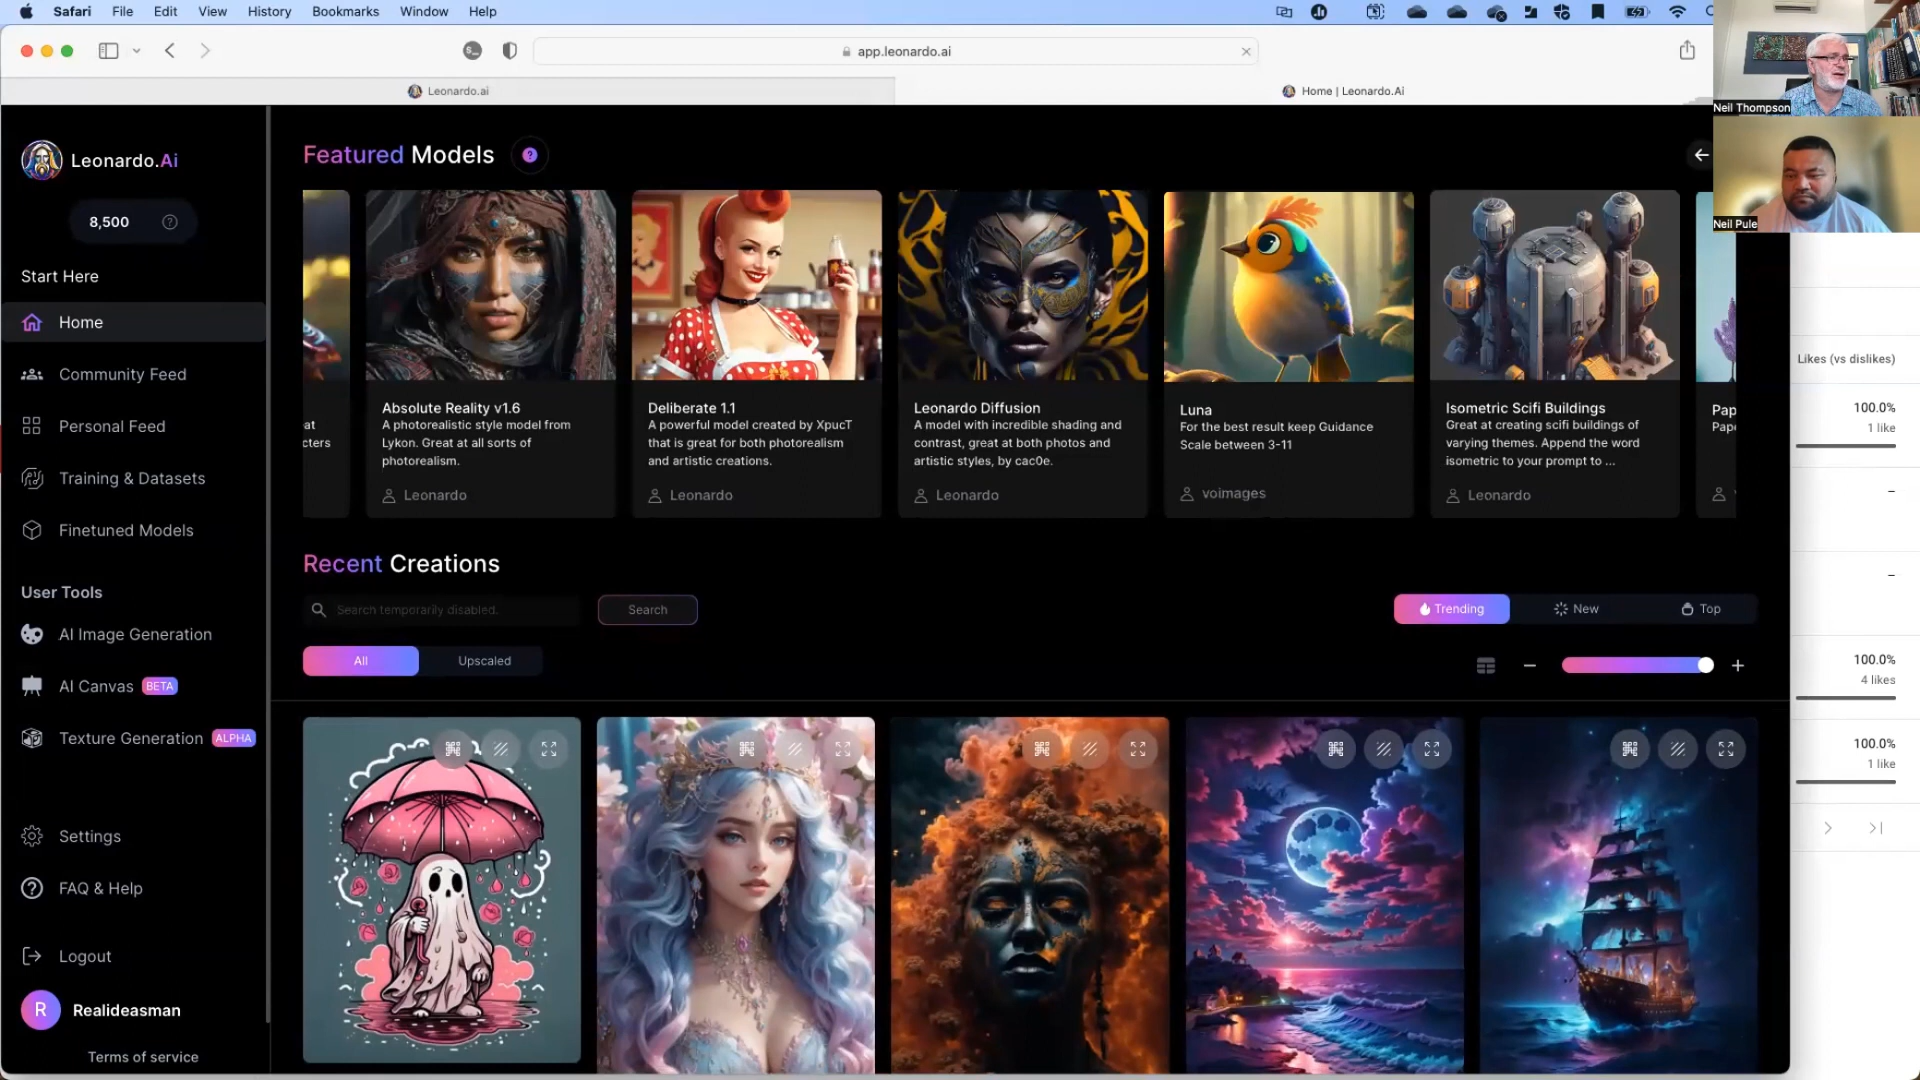 Safari File Edit View History Bookmarks Window Help
app.leonardo.ai
Leonardo.ai
Home | Leonardo.Ai
Neil Thompson
Neil Pule
Leonardo.Ai
8,500
Start Here
Home
Community Feed
Personal Feed
Training & Datasets
Finetuned Models
User Tools
AI Image Generation
AI Canvas BETA
Texture Generation ALPHA
Settings
FAQ & Help
Logout
R Realideasman
Terms of service
Featured Models
at
cters
Absolute Reality v1.6
A photorealistic style model from
Lykon. Great at all sorts of
photorealism.
Leonardo
Deliberate 1.1
A powerful model created by XpucT
that is great for both photorealism
and artistic creations.
Leonardo
Leonardo Diffusion
A model with incredible shading and
contrast, great at both photos and
artistic styles, by cac0e.
Leonardo
Luna
For the best result keep Guidance
Scale between 3-11
voimages
Isometric Scifi Buildings
Great at creating scifi buildings of
varying themes. Append the word
isometric to your prompt to ...
Leonardo
Pap
Pape
Recent Creations
Search temporarily disabled.
Search
Trending
New
Top
All
Upscaled
Likes (vs dislikes)
100.0%
1 like
–
–
100.0%
4 likes
100.0%
1 like